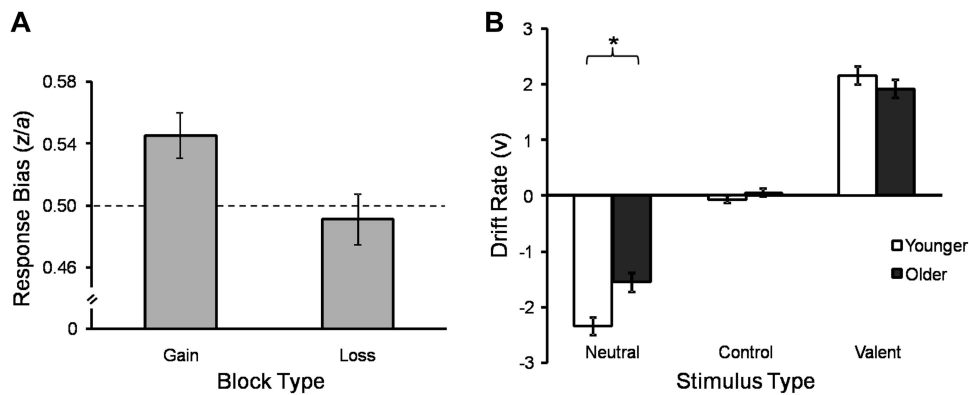 A
Response Bias (z/a)
0.58
0.54
0.50
0.46
0
Gain
Loss
Block Type
B
Drift Rate (v)
3
2
1
0
-1
-2
-3
*
Neutral
Control
Valent
Stimulus Type
Younger
Older